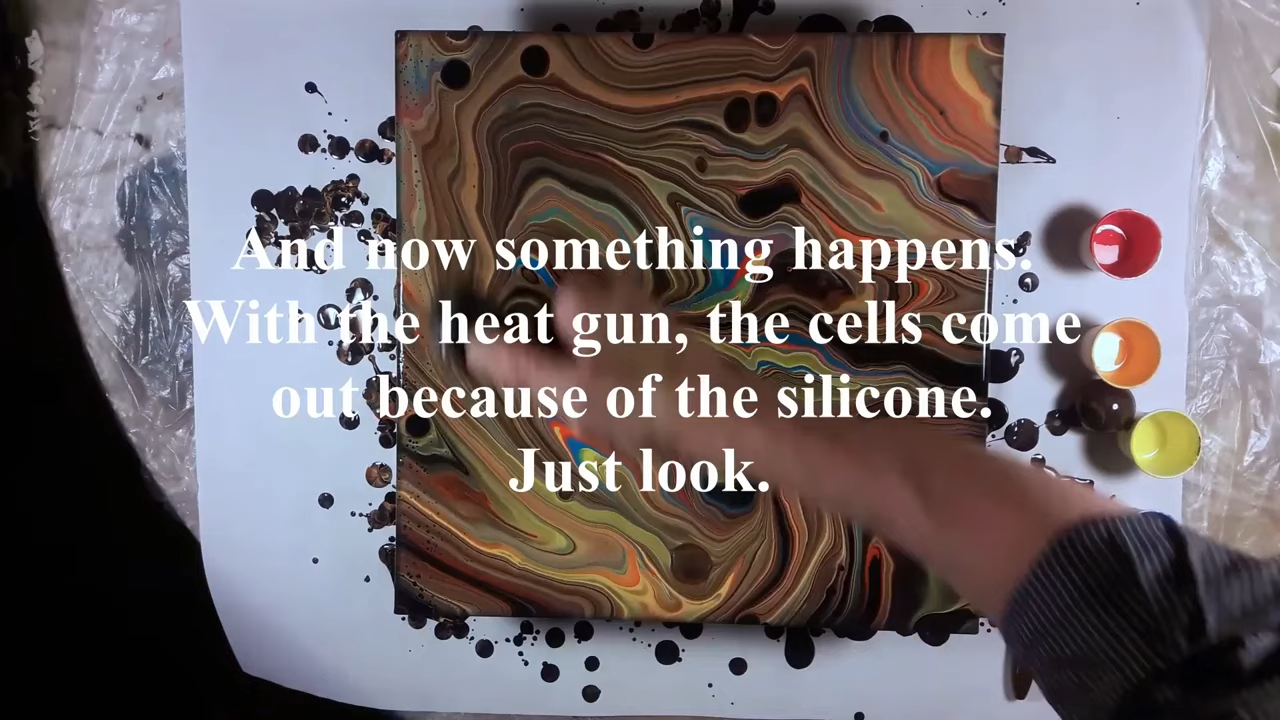 And now something happens.
With the heat gun, the cells come
out because of the silicone.
Just look.